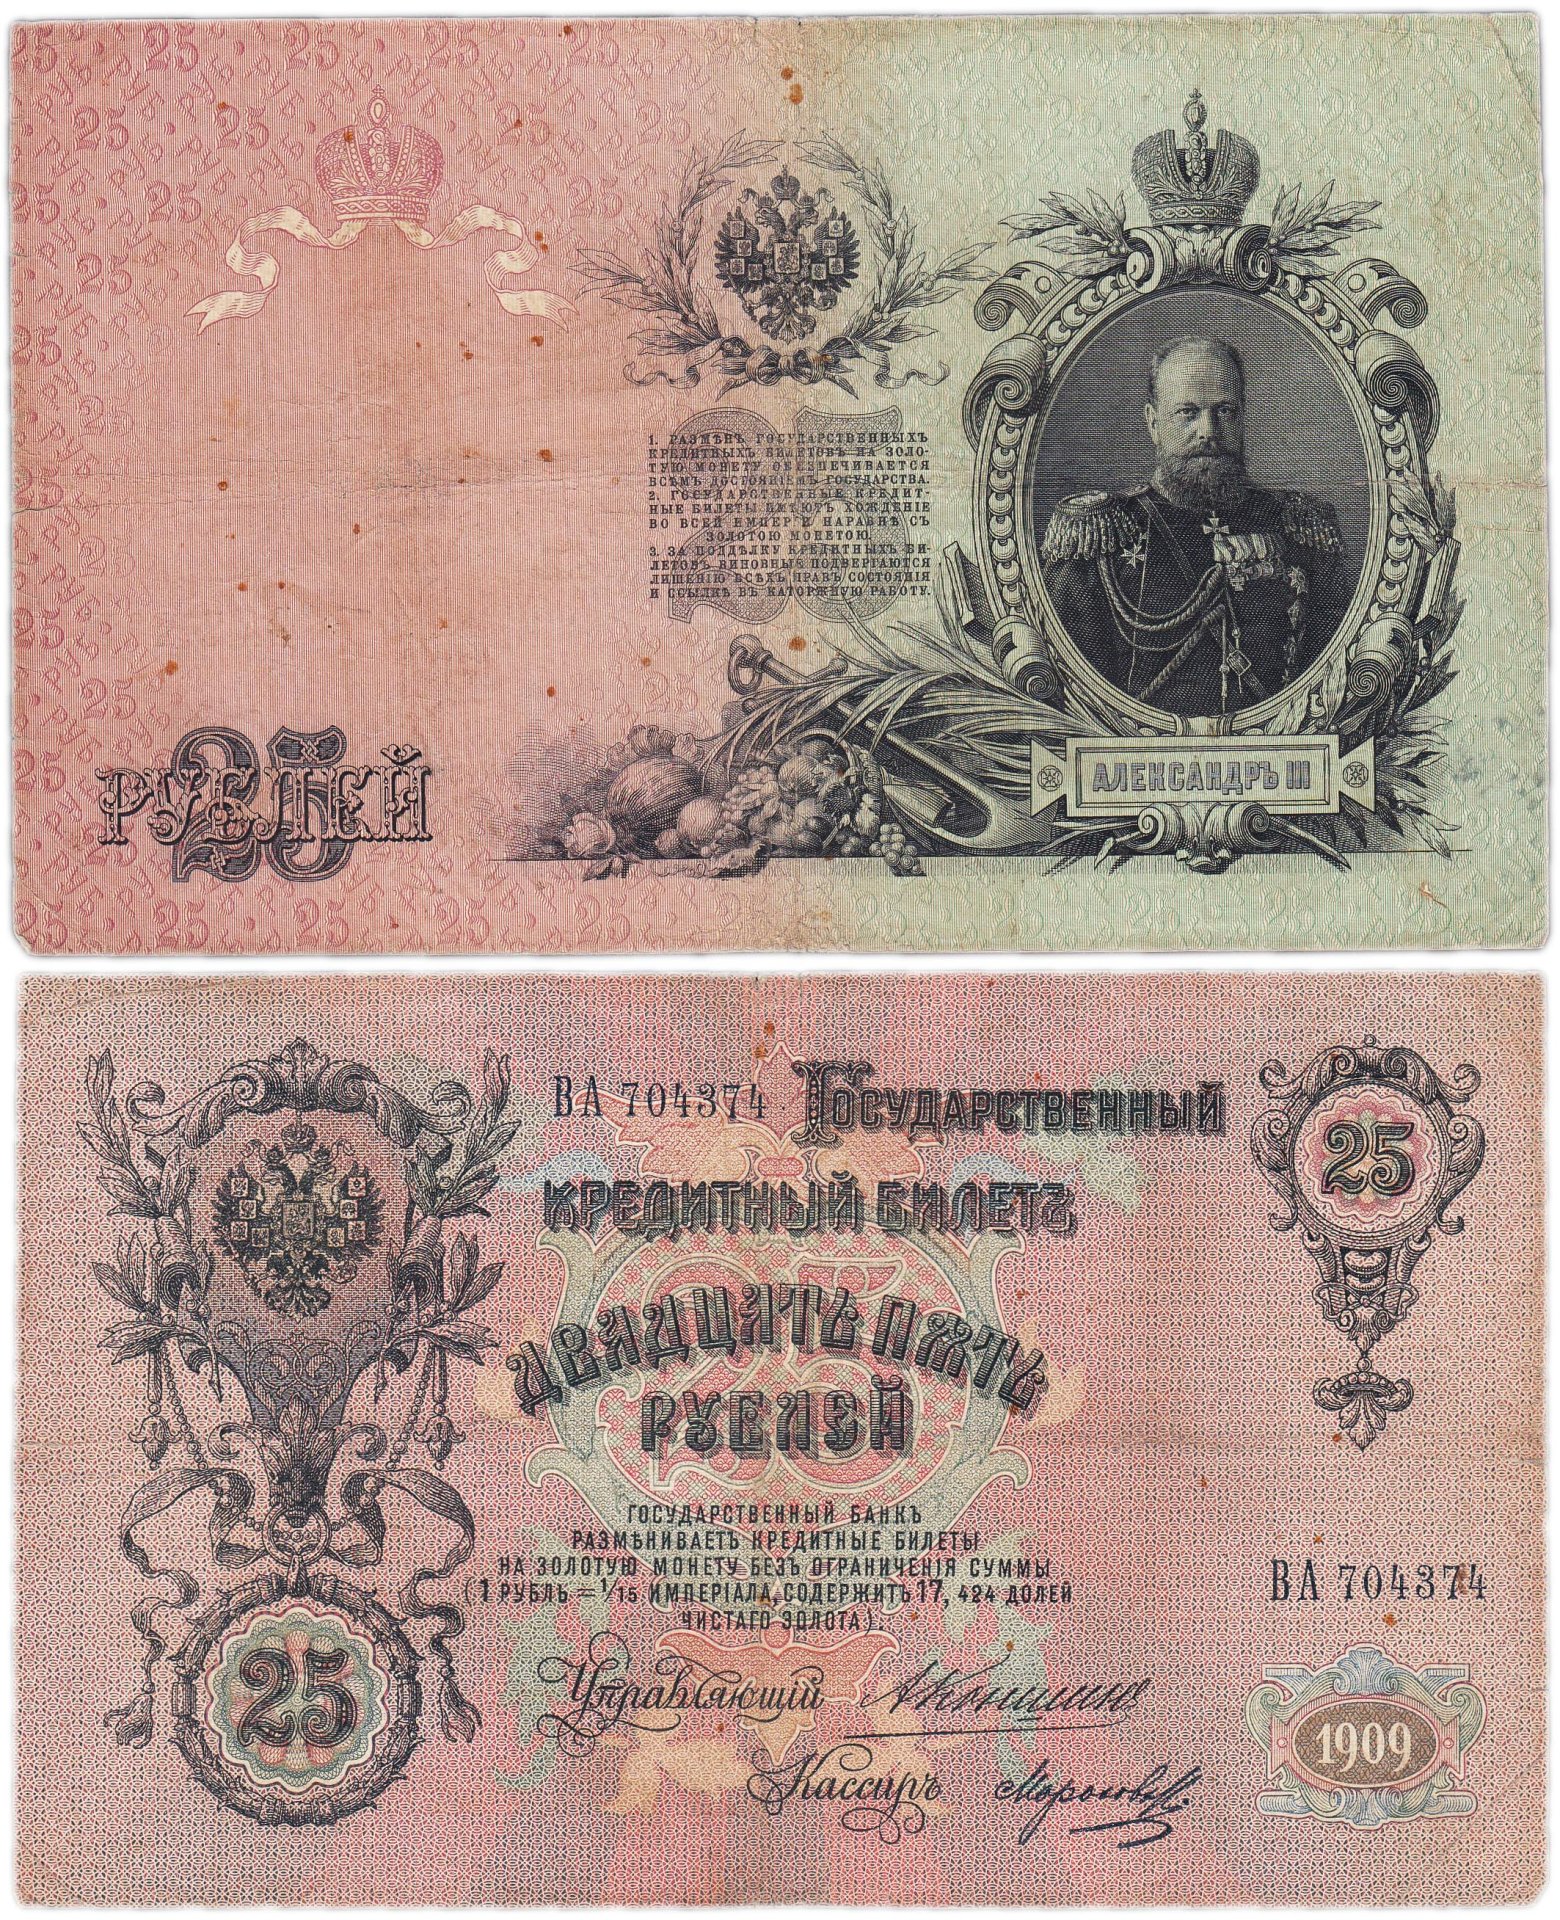 1. РАЗМѢНЪ ГОСУДАРСТВЕННЫХЪ
КРЕДИТНЫХЪ БИЛЕТОВЪ НА ЗОЛО-
ТУЮ МОНЕТУ ОБЕЗПЕЧИВАЕТСЯ
ВСѢМЪ ДОСТОЯНІЕМЪ ГОСУДАРСТВА.
2. ГОСУДАРСТВЕННЫЕ КРЕДИТ-
НЫЕ БИЛЕТЫ ИМѢЮТЪ ХОЖДЕНІЕ
ВО ВСЕЙ ИМПЕРІИ НАРАВНѢ СЪ
ЗОЛОТОЮ МОНЕТОЮ.
3. ЗА ПОДДѢЛКУ КРЕДИТНЫХЪ БИ-
ЛЕТОВЪ ВИНОВНЫЕ ПОДВЕРГАЮТСЯ
ЛИШЕНІЮ ВСѢХЪ ПРАВЪ СОСТОЯНІЯ
И ССЫЛКѢ ВЪ КАТОРЖНУЮ РАБОТУ.
25
25
РУБЛЕЙ
АЛЕКСАНДРЪ III
ВА 704374
ГОСУДАРСТВЕННЫЙ
КРЕДИТНЫЙ БИЛЕТЪ
25
ДВАДЦАТЬ ПЯТЬ
РУБЛЕЙ
25
ГОСУДАРСТВЕННЫЙ БАНКЪ
РАЗМѢНИВАЕТЪ КРЕДИТНЫЕ БИЛЕТЫ
НА ЗОЛОТУЮ МОНЕТУ БЕЗЪ ОГРАНИЧЕНІЯ СУММЫ
(1 РУБЛЬ = 1/15 ИМПЕРІАЛА, СОДЕРЖИТЪ 17, 424 ДОЛЕЙ
ЧИСТАГО ЗОЛОТА).
ВА 704374
25
Управляющій АКоншинъ
Кассиръ Морозовъ
1909